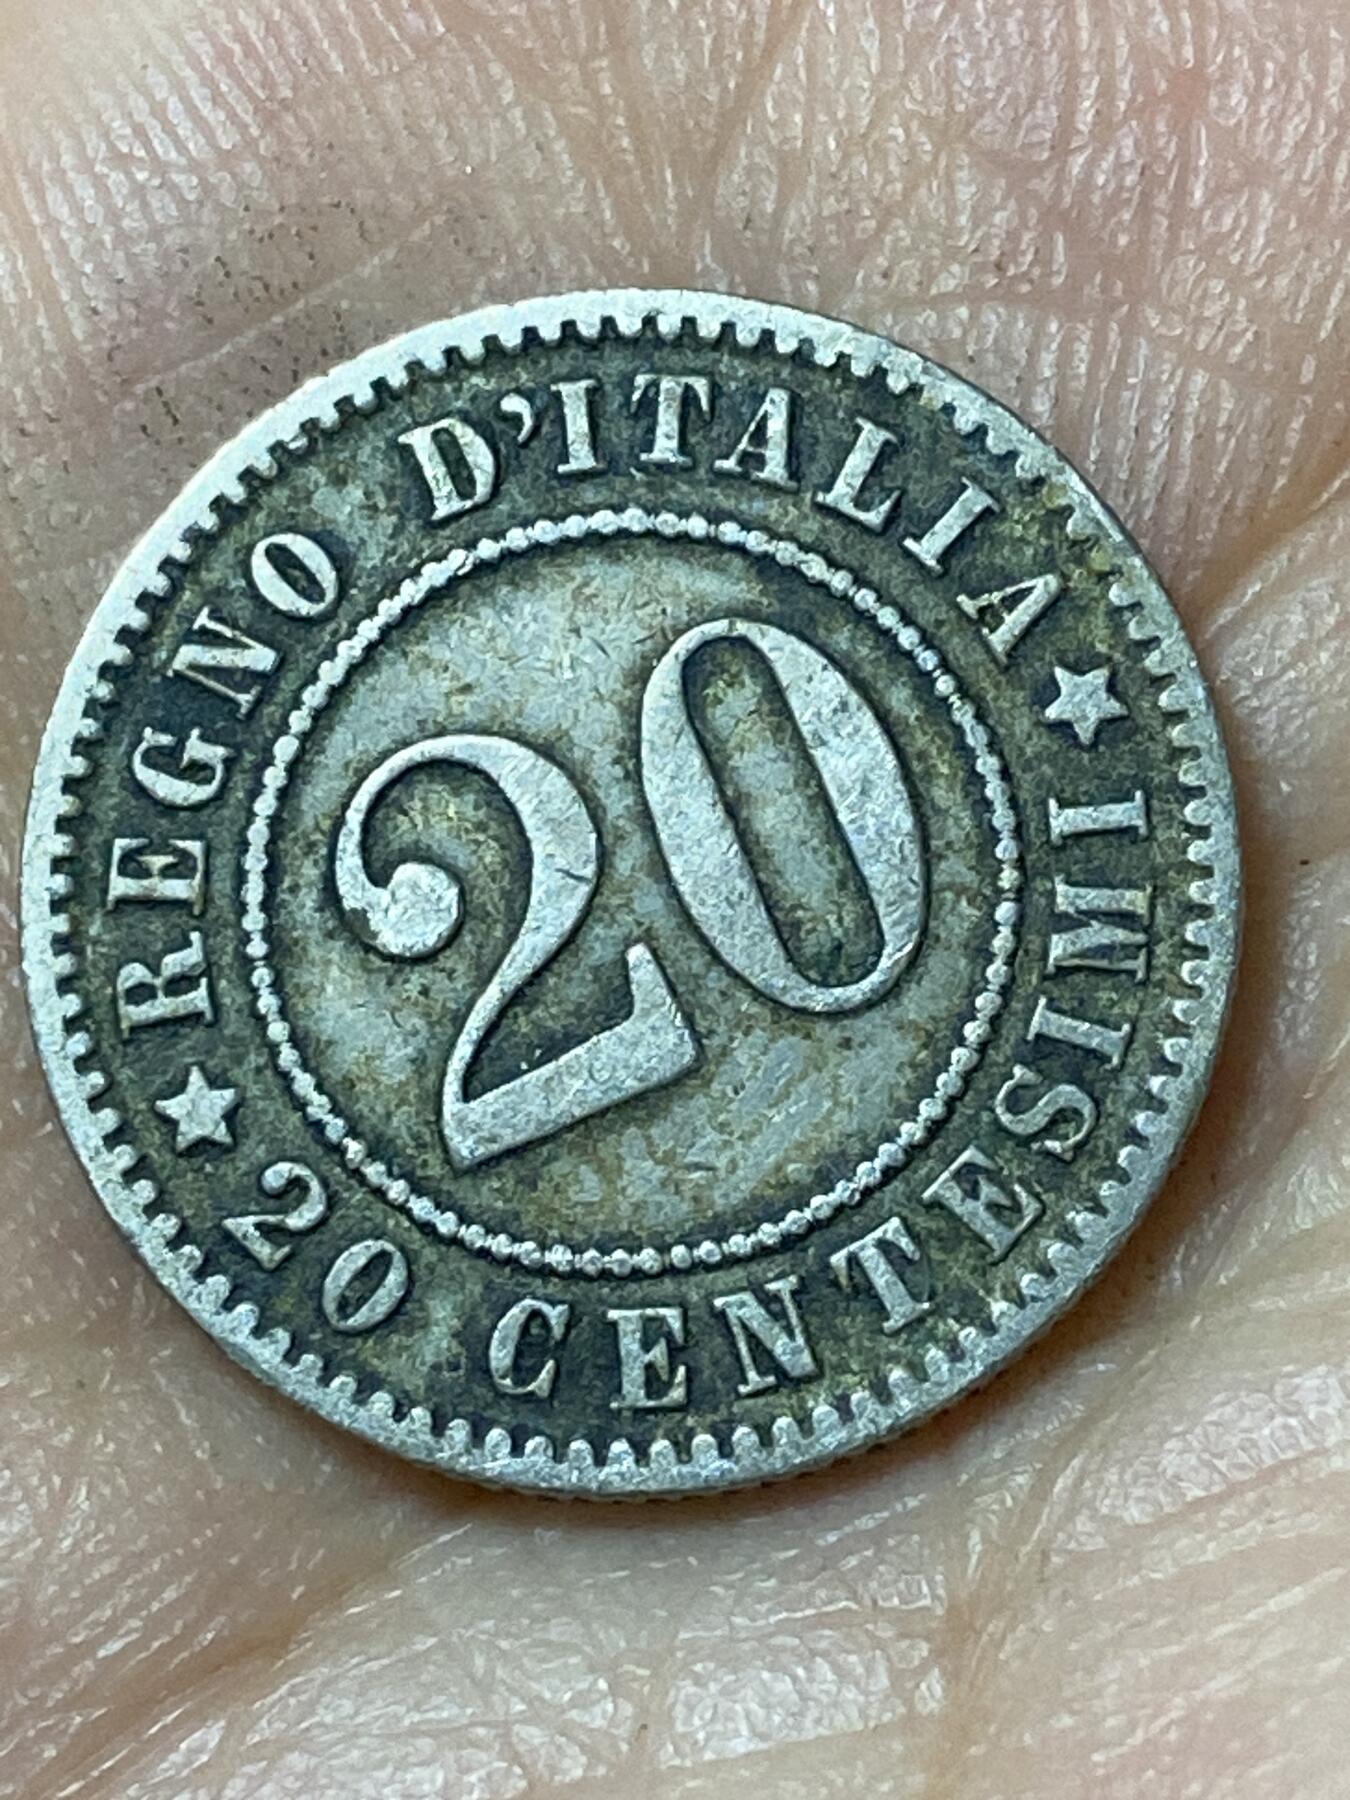 REGNO D'ITALIA
20
★ 20 CENTESIMI ★